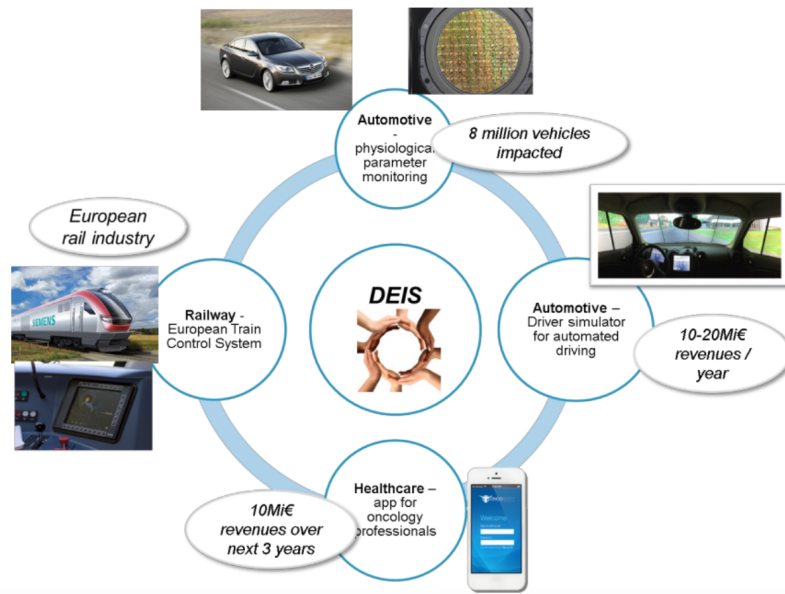 Automotive
-
physiological
parameter
monitoring
8 million vehicles
impacted
European
rail industry
DEIS
SIEMENS
Railway -
European Train
Control System
Automotive –
Driver simulator
for automated
driving
10-20Mi€
revenues /
year
Healthcare –
app for
oncology
professionals
10Mi€
revenues over
next 3 years
Welcome